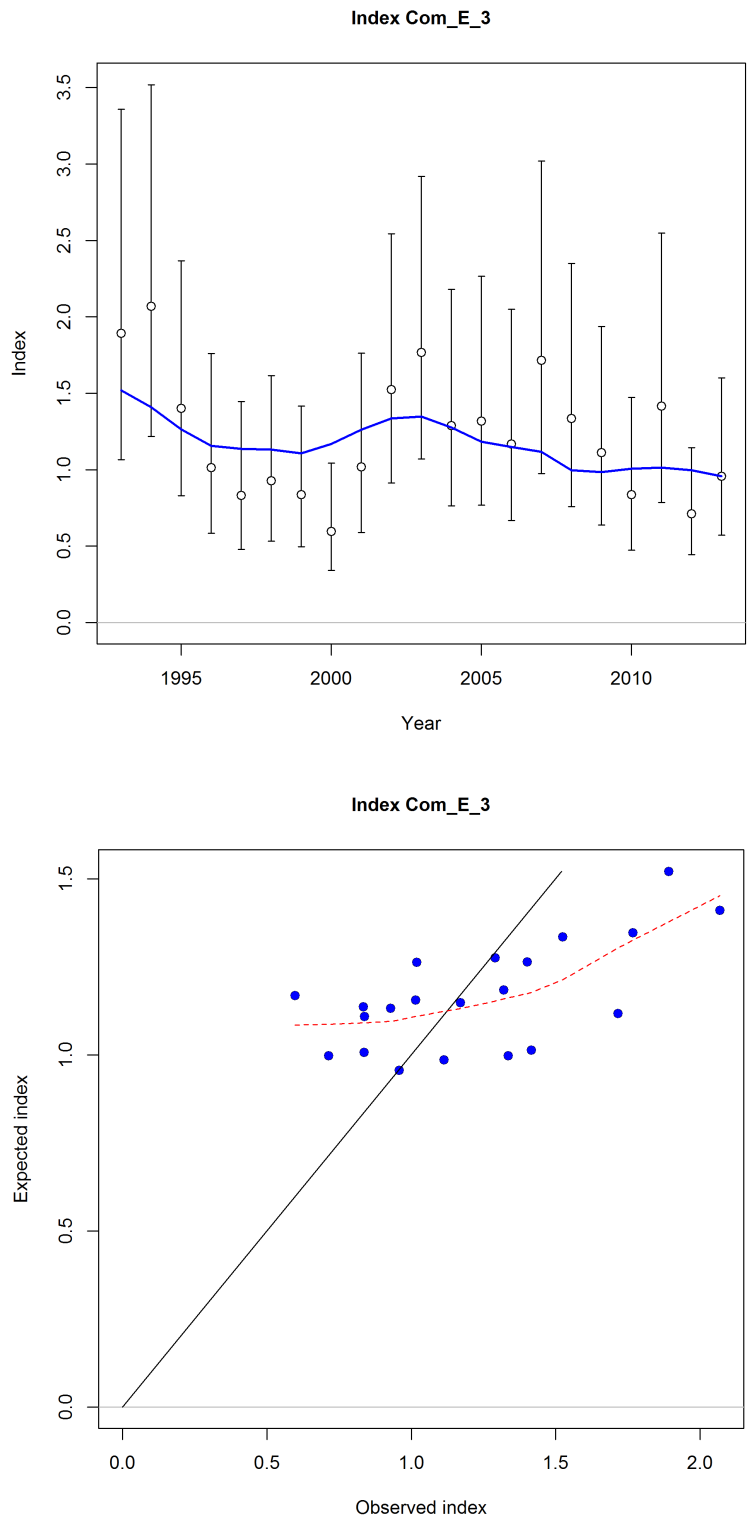 Index Com_E_3
3.5
3.0
2.5
2.0
1.5
1.0
0.5
0.0
Index
1995 2000 2005 2010
Year
Index Com_E_3
1.5
1.0
0.5
0.0
Expected index
0.0 0.5 1.0 1.5 2.0
Observed index